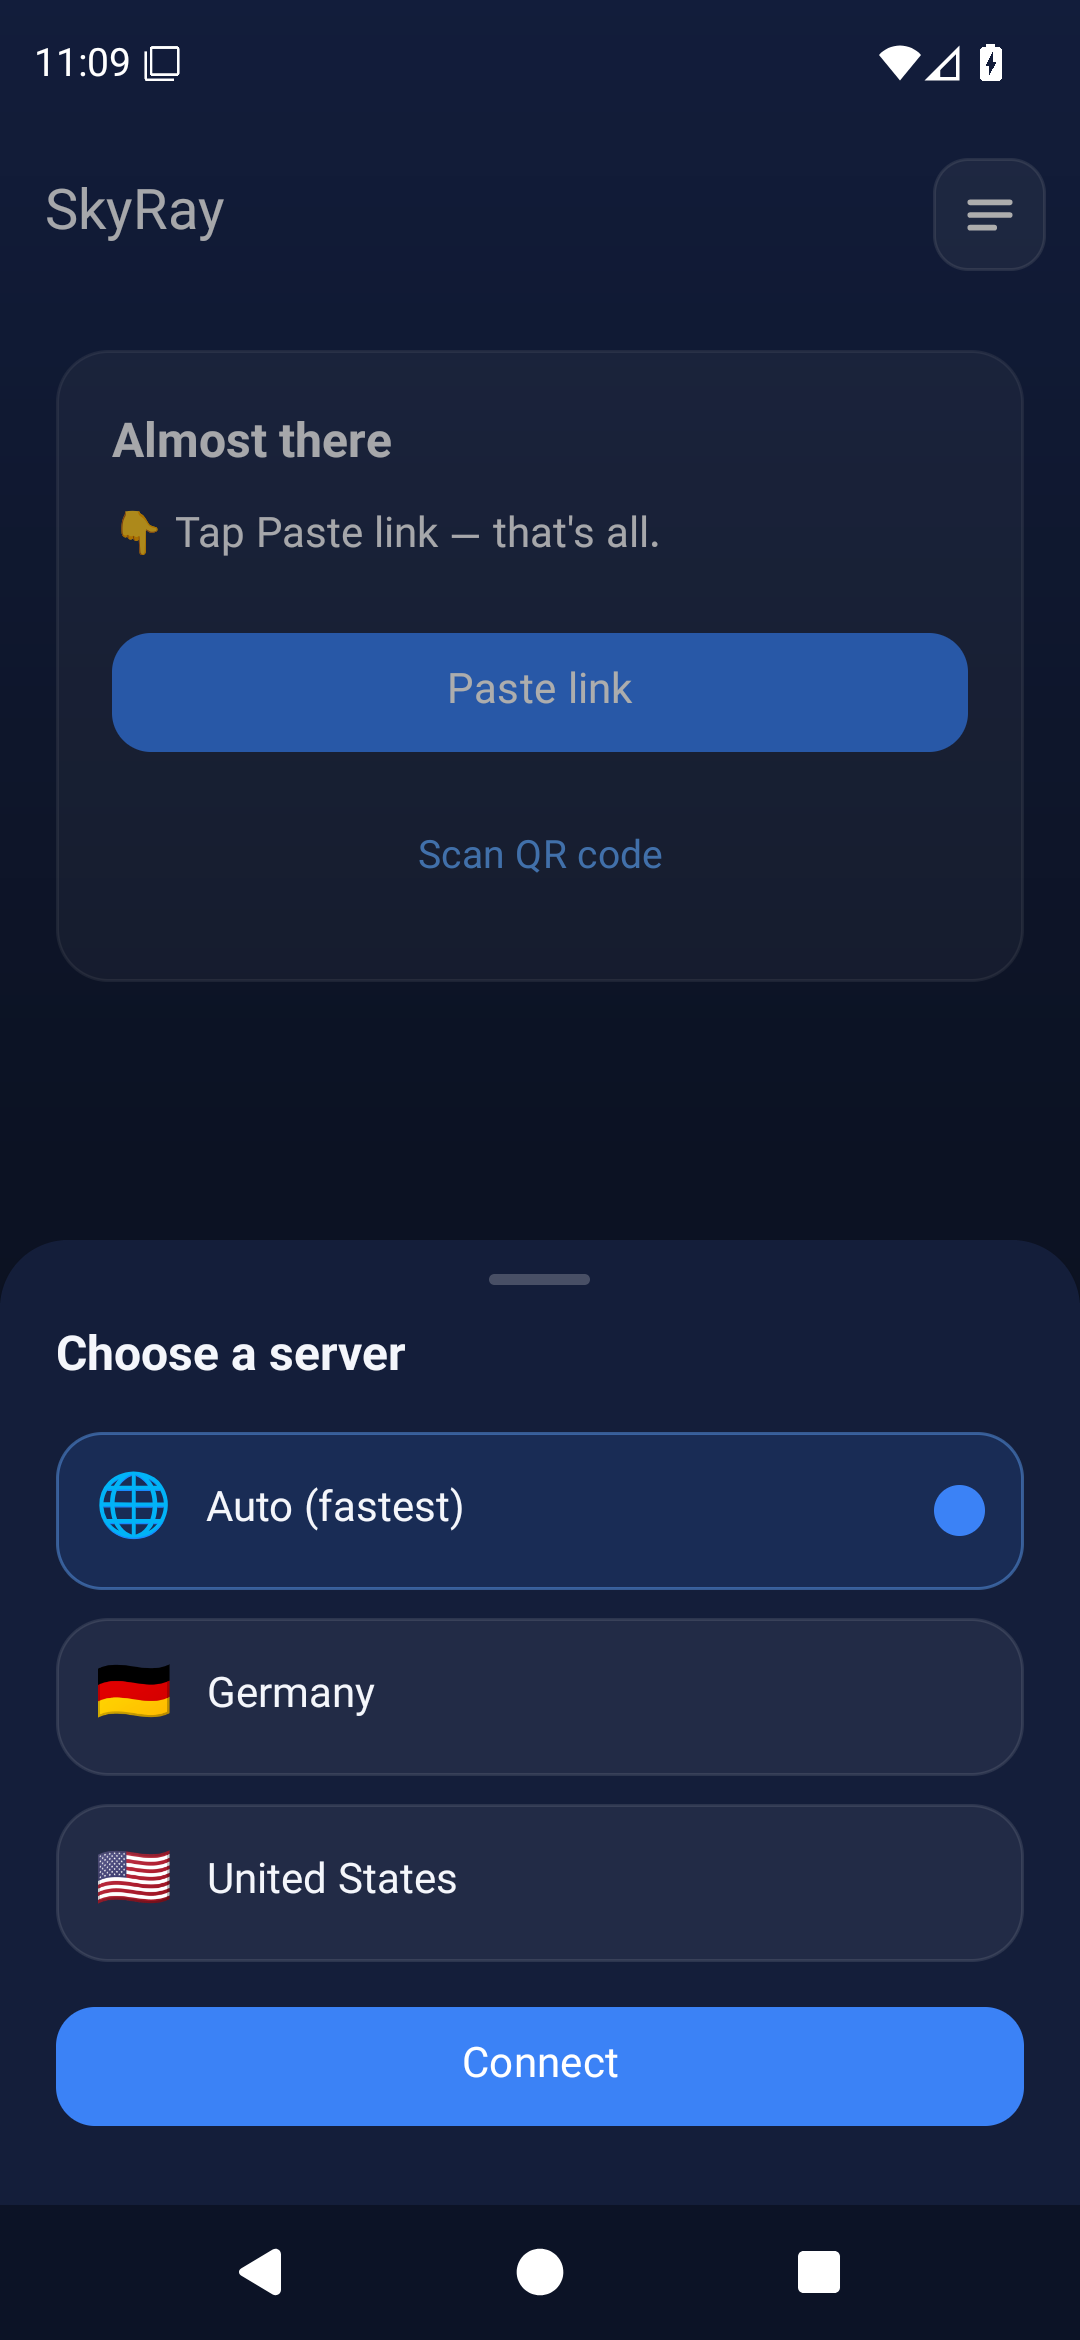 11:09
SkyRay
Almost there
👇 Tap Paste link — that's all.
Paste link
Scan QR code
Choose a server
Auto (fastest)
Germany
United States
Connect